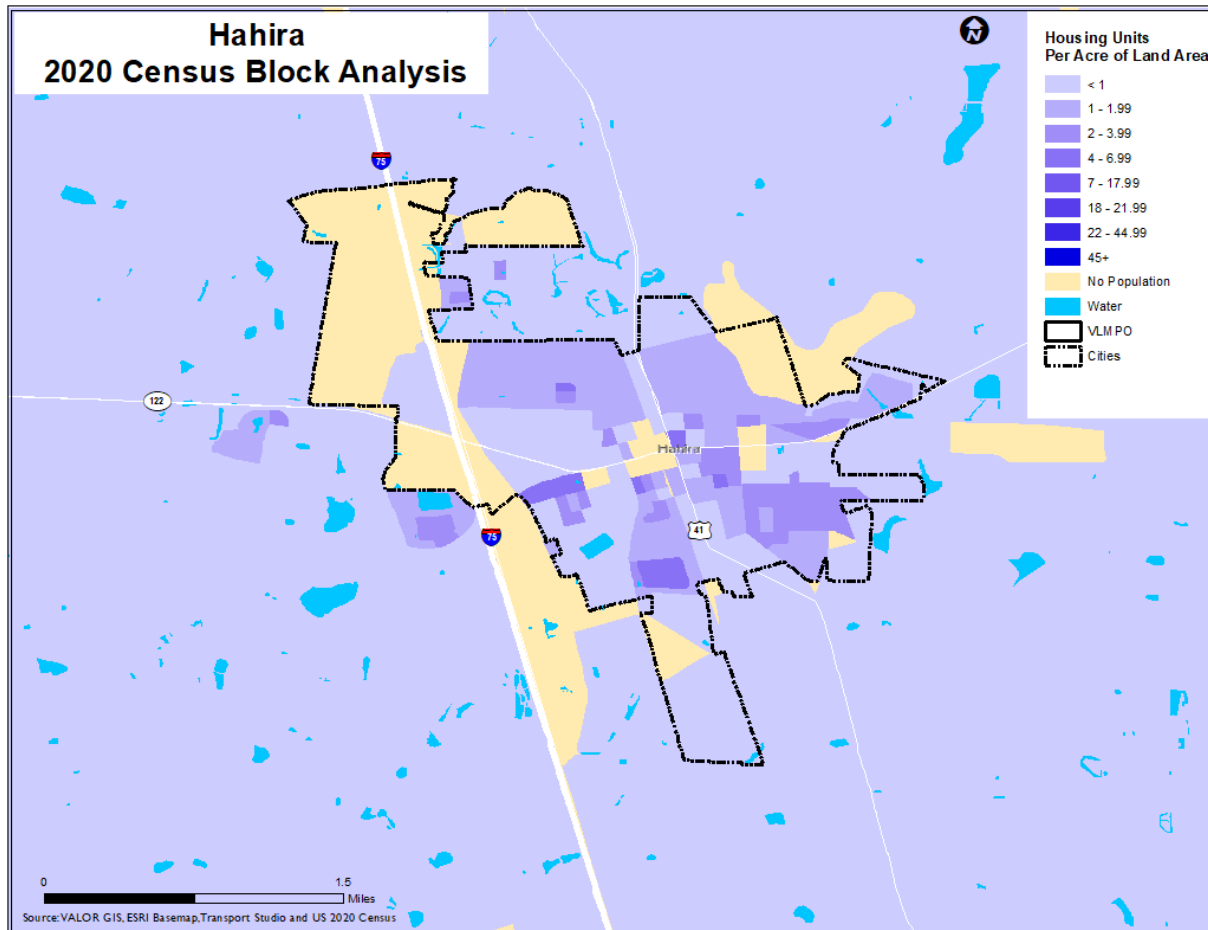 Hahira
2020 Census Block Analysis
N
Housing Units
Per Acre of Land Area
< 1
1 - 1.99
2 - 3.99
4 - 6.99
7 - 17.99
18 - 21.99
22 - 44.99
45+
No Population
Water
VLMPO
Cities
75
122
Hahira
41
75
0
1.5
Miles
Source: VALOR GIS, ESRI Basemap, Transport Studio and US 2020 Census